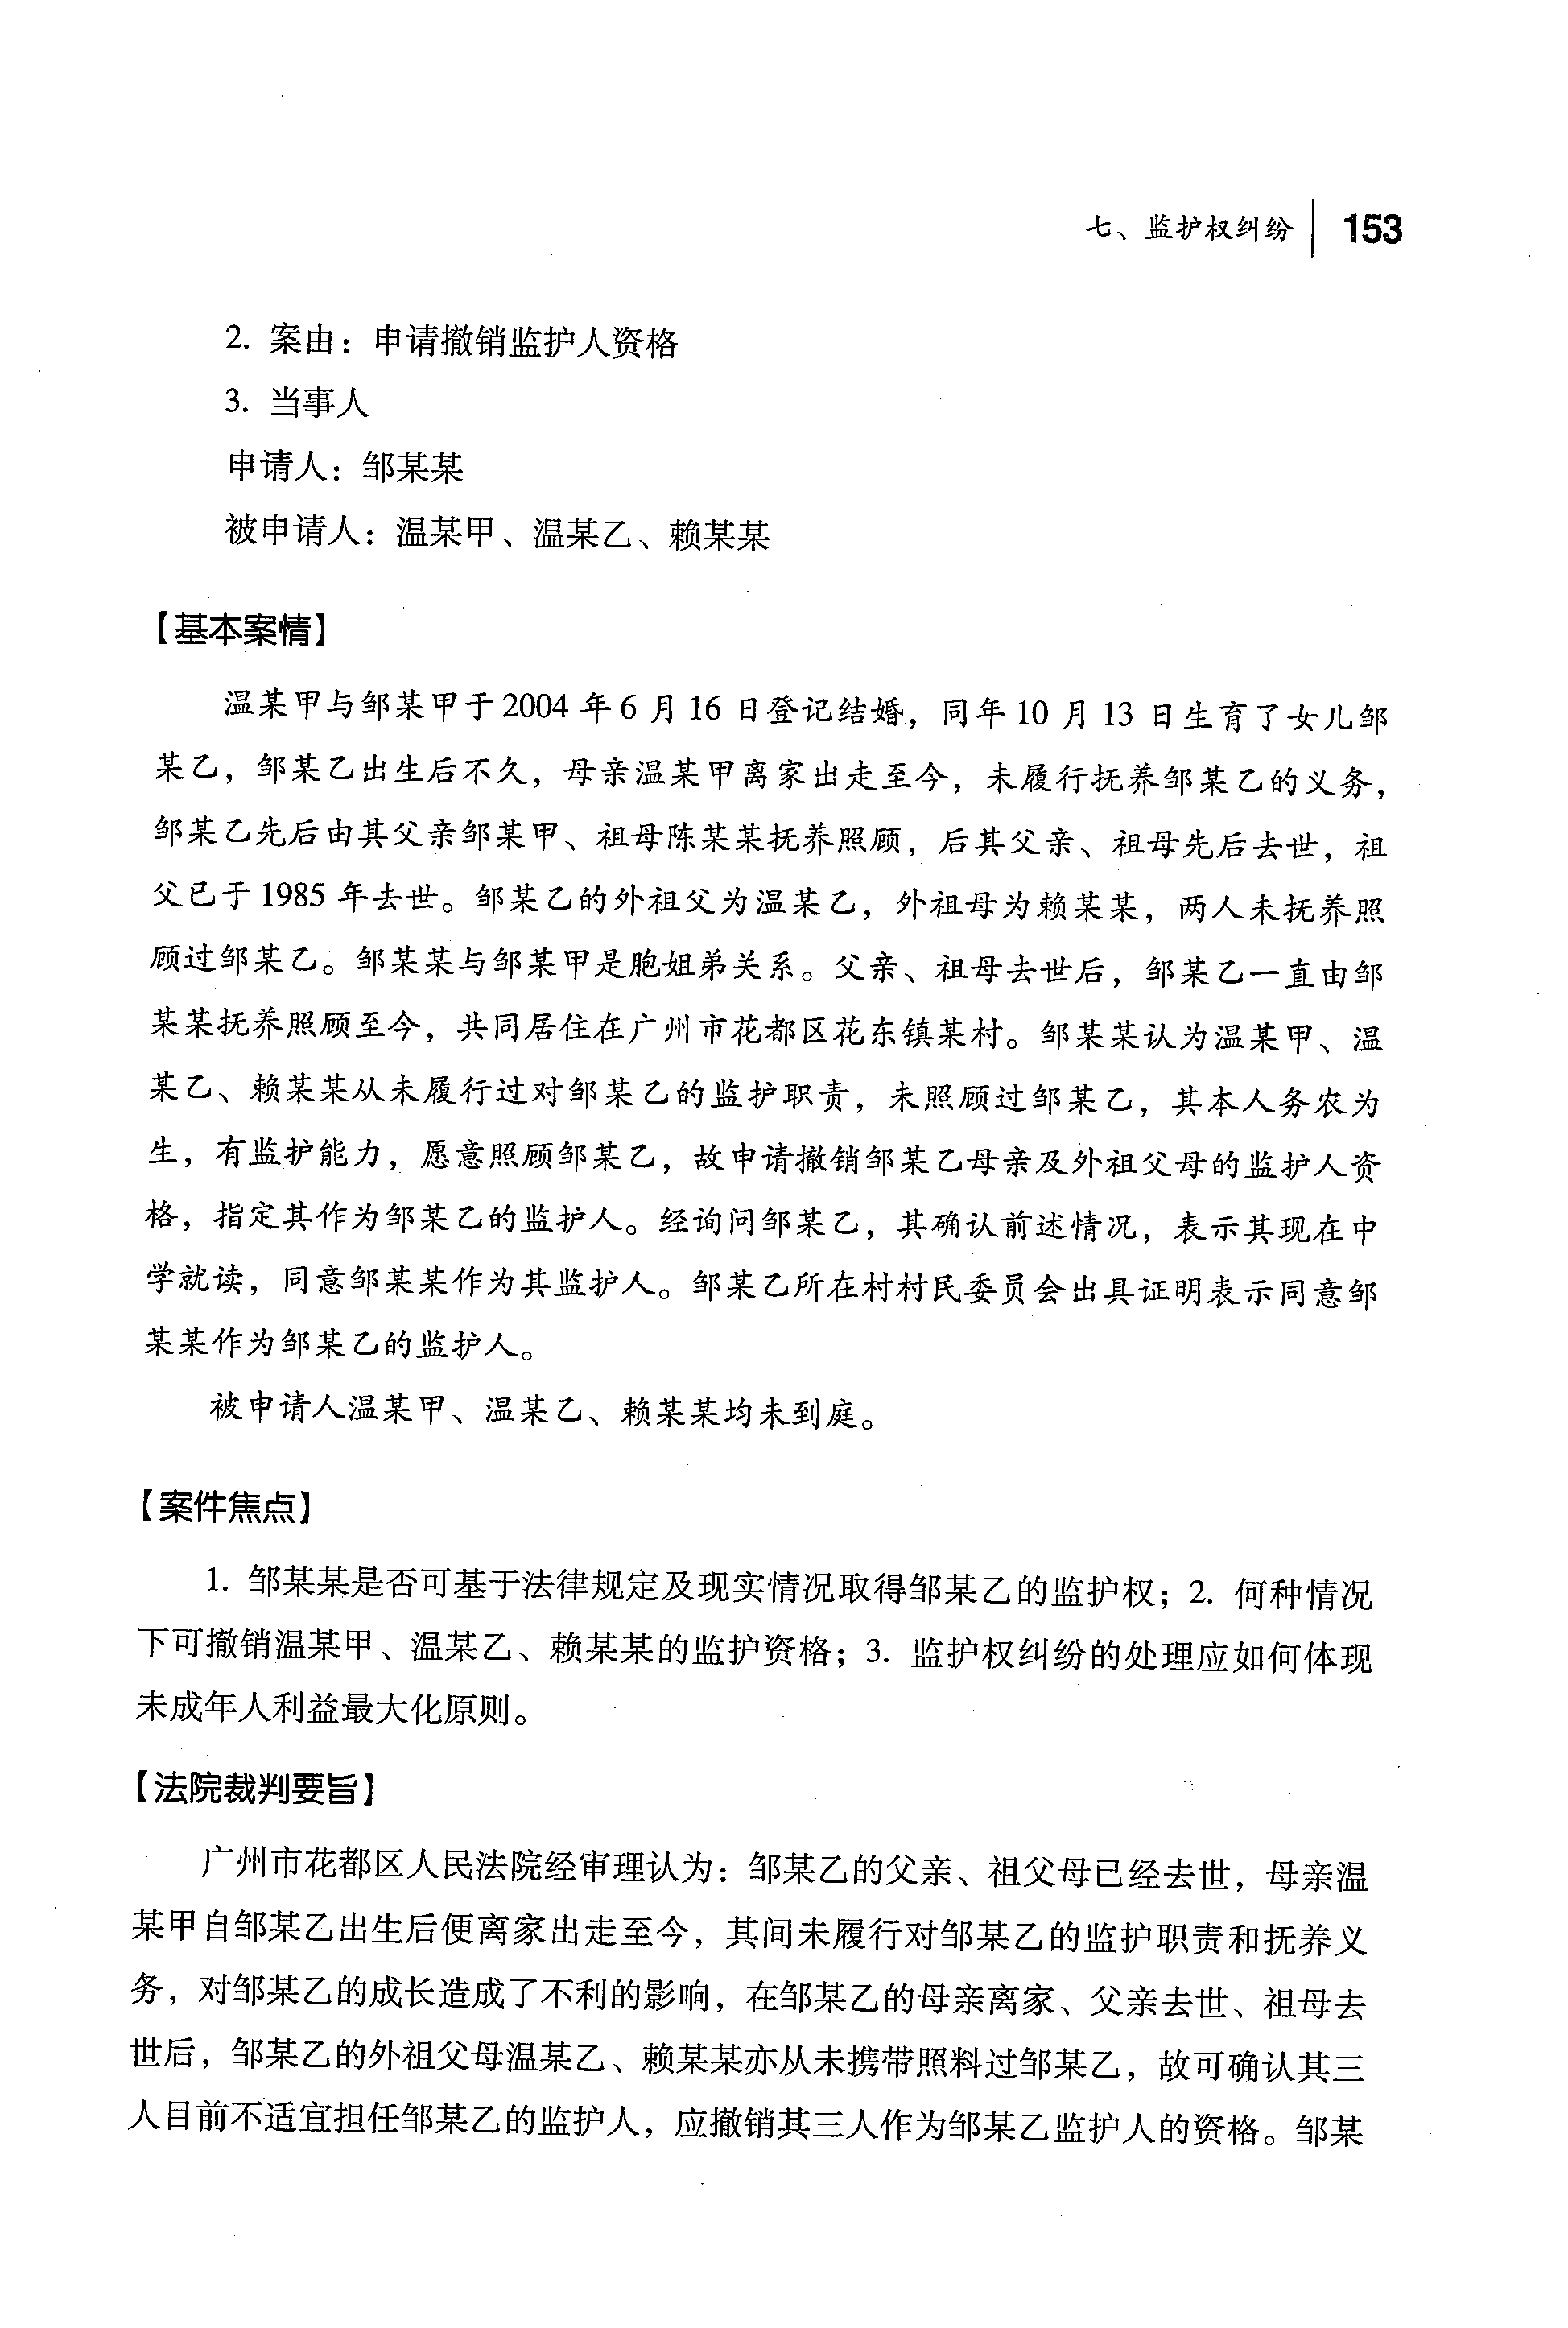 七、监护权纠纷 153
2. 案由：申请撤销监护人资格
3. 当事人
申请人：邹某某
被申请人：温某甲、温某乙、赖某某
【基本案情】
温某甲与邹某甲于2004年6月16日登记结婚，同年10月13日生育了女儿邹
某乙，邹某乙出生后不久，母亲温某甲离家出走至今，未履行抚养邹某乙的义务，
邹某乙先后由其父亲邹某甲、祖母陈某某抚养照顾，后其父亲、祖母先后去世，祖
父已于1985年去世。邹某乙的外祖父为温某乙，外祖母为赖某某，两人未抚养照
顾过邹某乙。邹某某与邹某甲是胞姐弟关系。父亲、祖母去世后，邹某乙一直由邹
某某抚养照顾至今，共同居住在广州市花都区花东镇某村。邹某某认为温某甲、温
某乙、赖某某从未履行过对邹某乙的监护职责，未照顾过邹某乙，其本人务农为
生，有监护能力，愿意照顾邹某乙，故申请撤销邹某乙母亲及外祖父母的监护人资
格，指定其作为邹某乙的监护人。经询问邹某乙，其确认前述情况，表示其现在中
学就读，同意邹某某作为其监护人。邹某乙所在村村民委员会出具证明表示同意邹
某某作为邹某乙的监护人。
被申请人温某甲、温某乙、赖某某均未到庭。
【案件焦点】
1. 邹某某是否可基于法律规定及现实情况取得邹某乙的监护权；2. 何种情况
下可撤销温某甲、温某乙、赖某某的监护资格；3. 监护权纠纷的处理应如何体现
未成年人利益最大化原则。
【法院裁判要旨】
广州市花都区人民法院经审理认为：邹某乙的父亲、祖父母已经去世，母亲温
某甲自邹某乙出生后便离家出走至今，其间未履行对邹某乙的监护职责和抚养义
务，对邹某乙的成长造成了不利的影响，在邹某乙的母亲离家、父亲去世、祖母去
世后，邹某乙的外祖父母温某乙、赖某某亦从未携带照料过邹某乙，故可确认其三
人目前不适宜担任邹某乙的监护人，应撤销其三人作为邹某乙监护人的资格。邹某